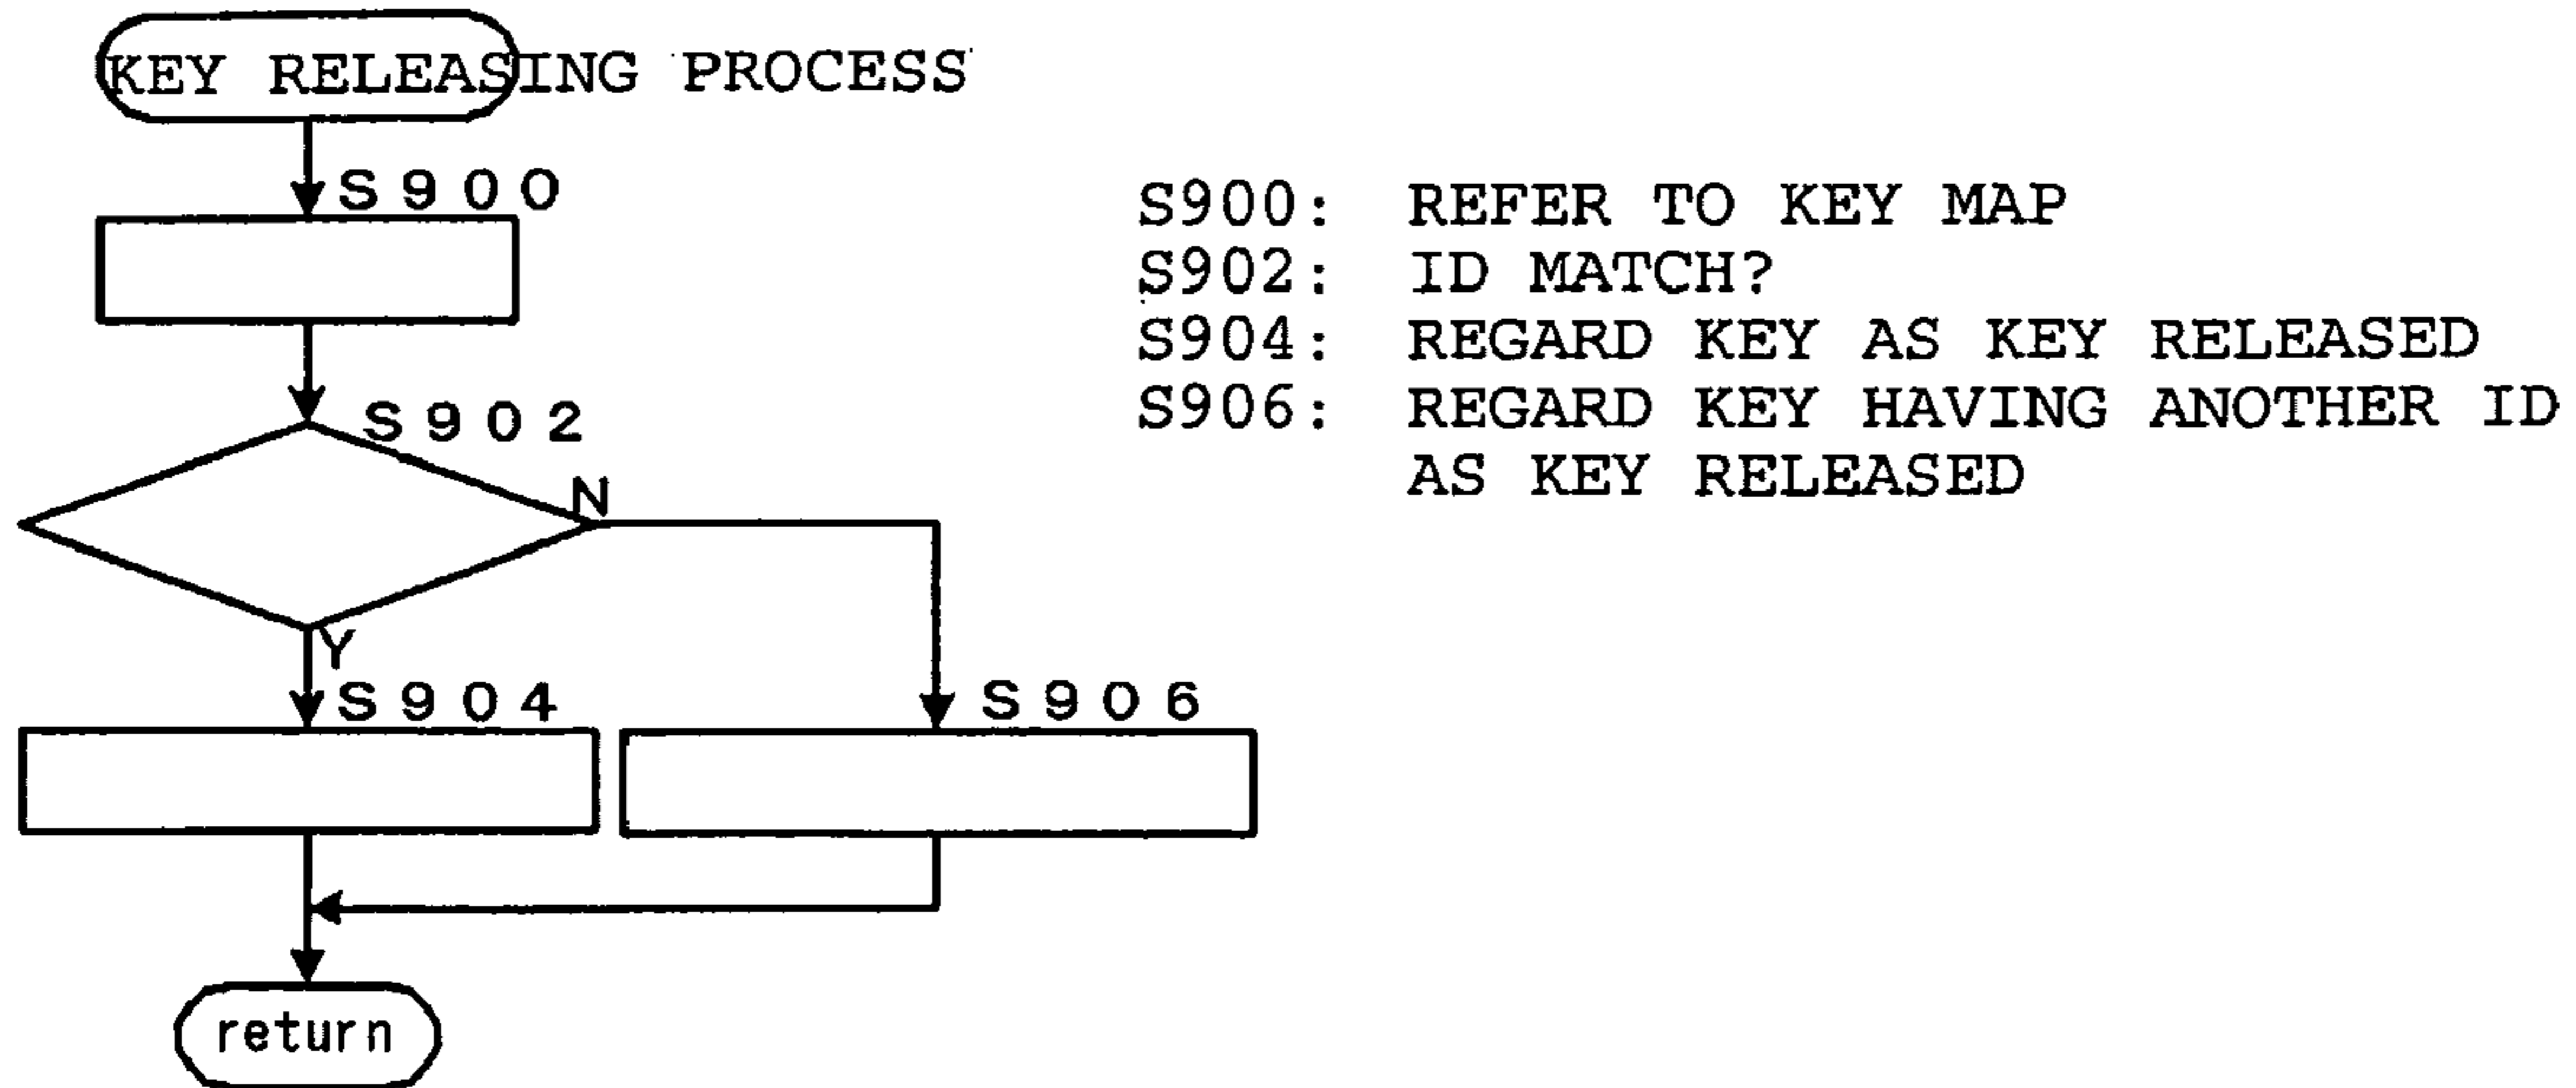 KEY RELEASING PROCESS
S900
S902
N
Y
S904
S906
return
S900: REFER TO KEY MAP
S902: ID MATCH?
S904: REGARD KEY AS KEY RELEASED
S906: REGARD KEY HAVING ANOTHER ID
AS KEY RELEASED